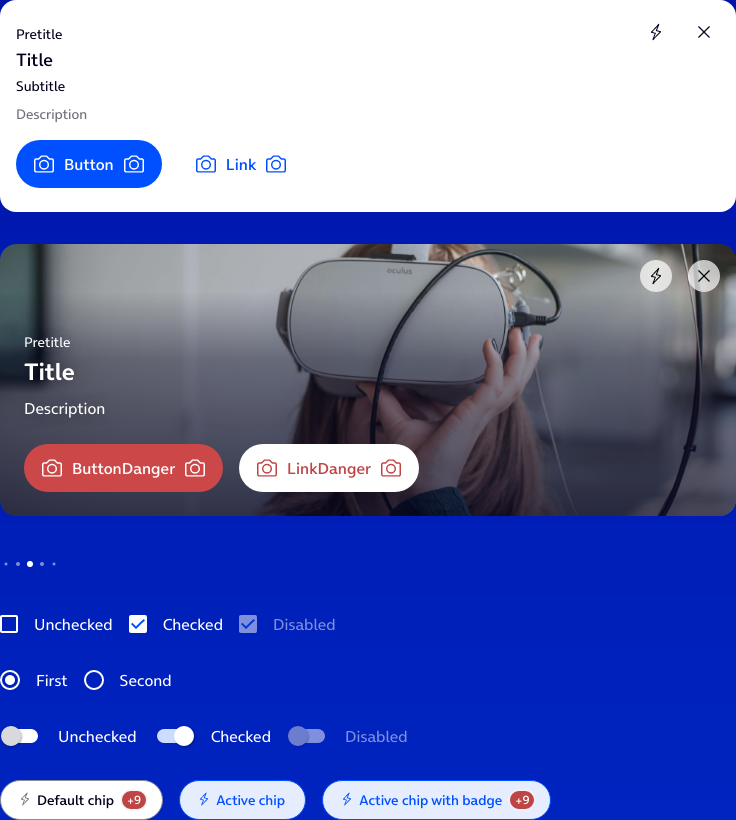 Pretitle
Title
Subtitle
Description
Button Link
oculus
Pretitle
Title
Description
ButtonDanger LinkDanger
Unchecked Checked Disabled
First Second
Unchecked Checked Disabled
Default chip +9 Active chip Active chip with badge +9